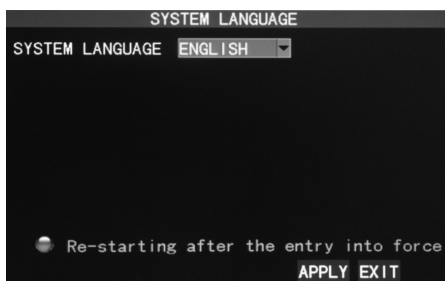 SYSTEM LANGUAGE
SYSTEM LANGUAGE ENGLISH
Re-starting after the entry into force
APPLY EXIT